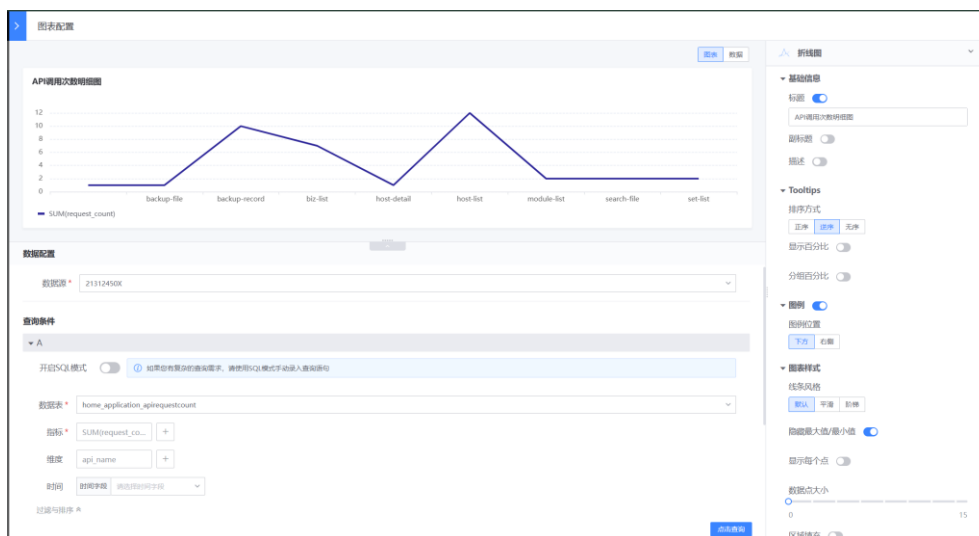 图表配置
图表 数据
API调用次数明细图
12
10
8
6
4
2
0
backup-file backup-record biz-list host-detail host-list module-list search-file set-list
SUM(request_count)
数据配置
数据源 * 21312450X
查询条件
A
开启SQL模式 如果您有复杂的查询需求，请使用SQL模式手动录入查询语句
数据表 * home_application_apirequestcount
指标 * SUM(request_co... +
维度 api_name +
时间 时间字段 请选择时间字段
过滤与排序
点击查询
折线图
基础信息
标题
API调用次数明细图
副标题
描述
Tooltips
排序方式
正序 逆序 无序
显示百分比
分组百分比
图例
图例位置
下方 右侧
图表样式
线条风格
默认 平滑 阶梯
隐藏最大值/最小值
显示每个点
数据点大小
0 15
区域填充